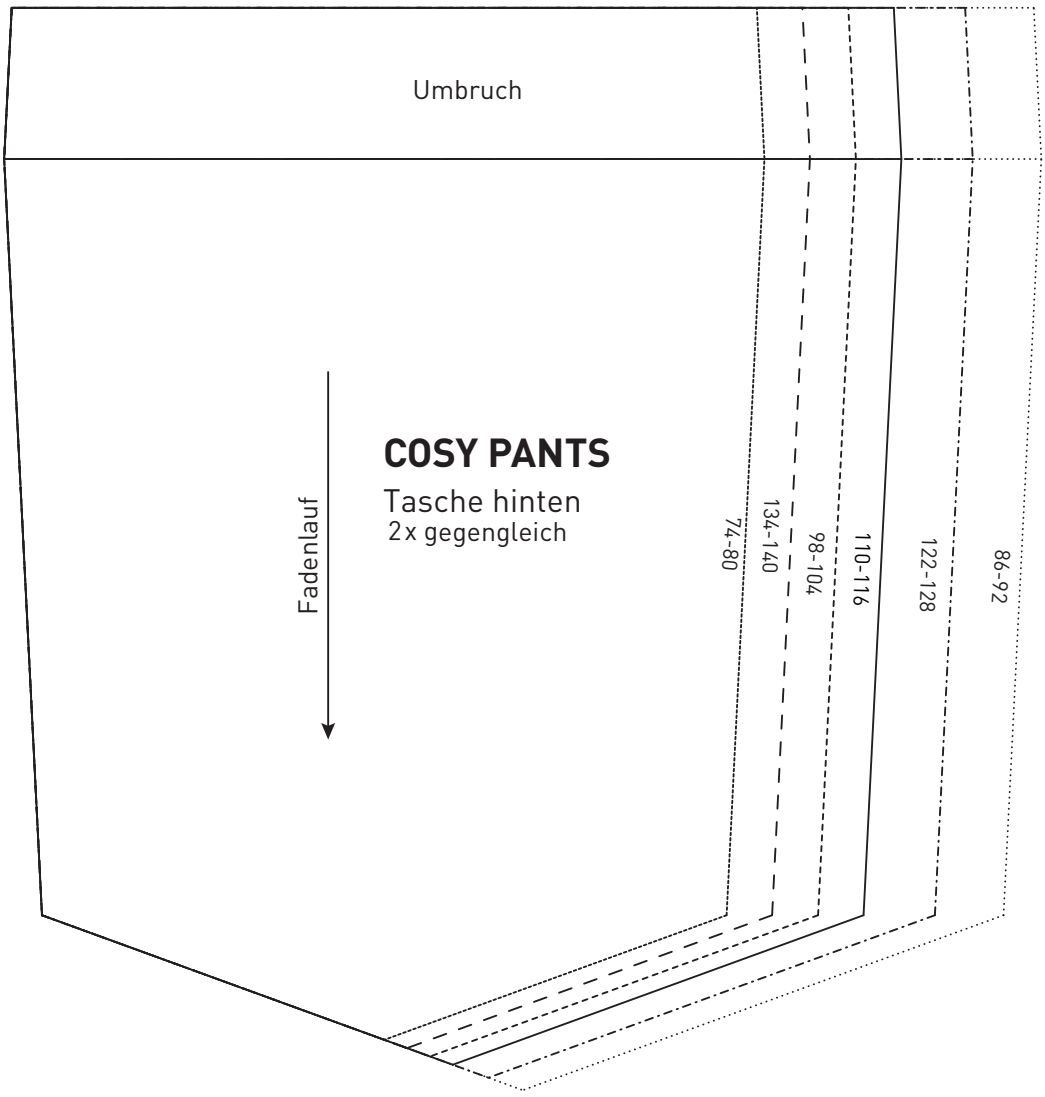 Umbruch
COSY PANTS
Tasche hinten
2x gegengleich
Fadenlauf
74-80
134-140
98-104
110-116
122-128
86-92